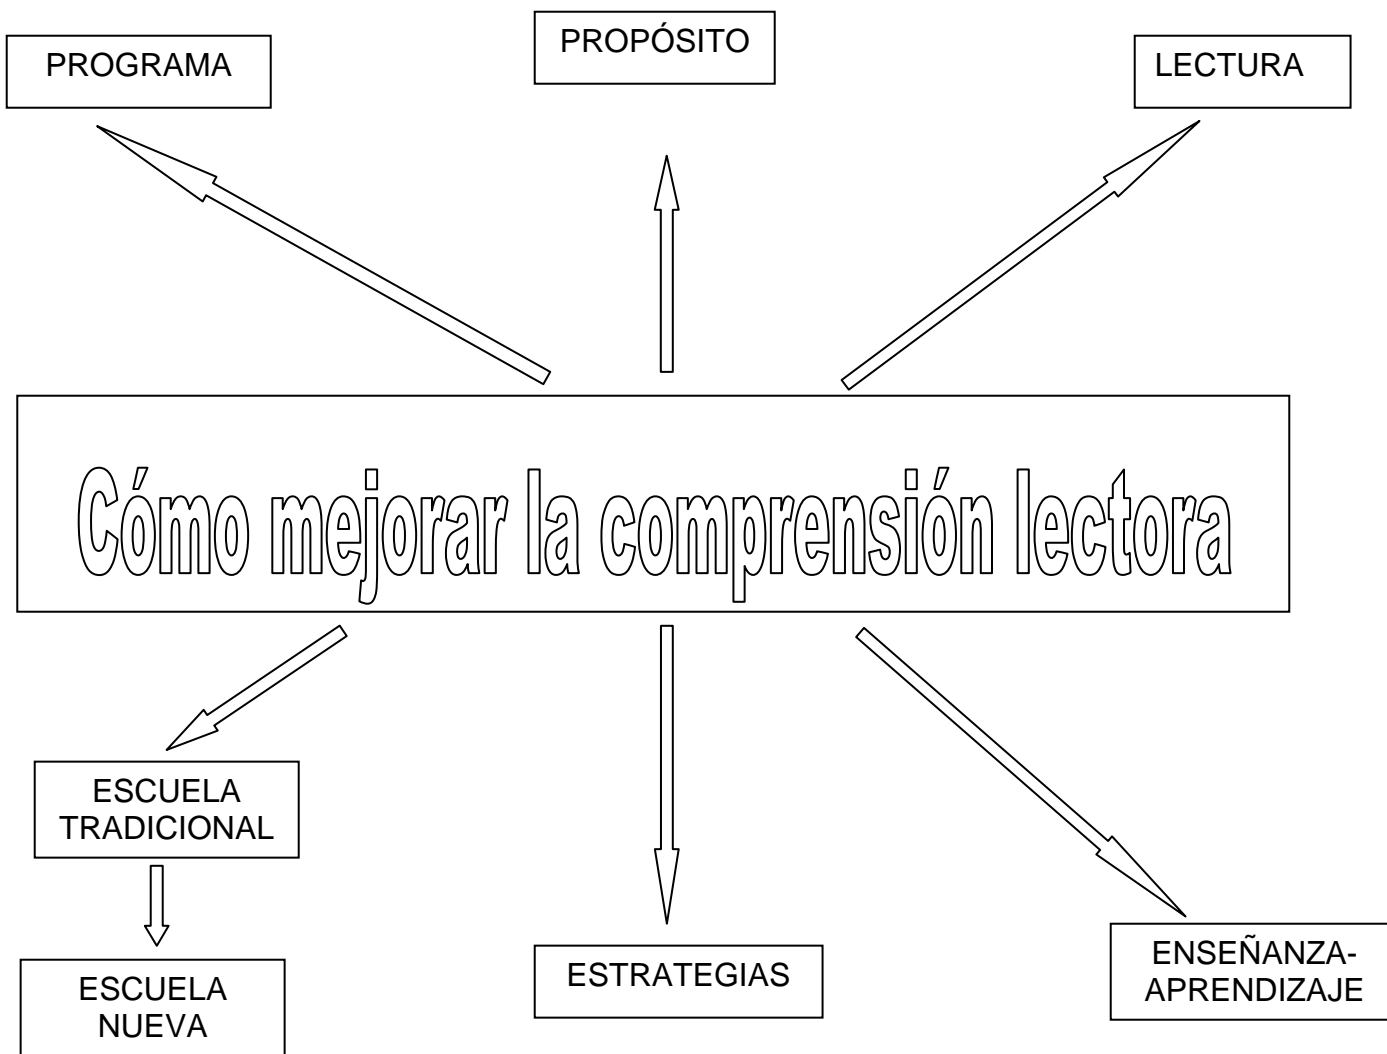 PROGRAMA
PROPÓSITO
LECTURA
Cómo mejorar la comprensión lectora
ESCUELA
TRADICIONAL
ESCUELA
NUEVA
ESTRATEGIAS
ENSEÑANZA-
APRENDIZAJE